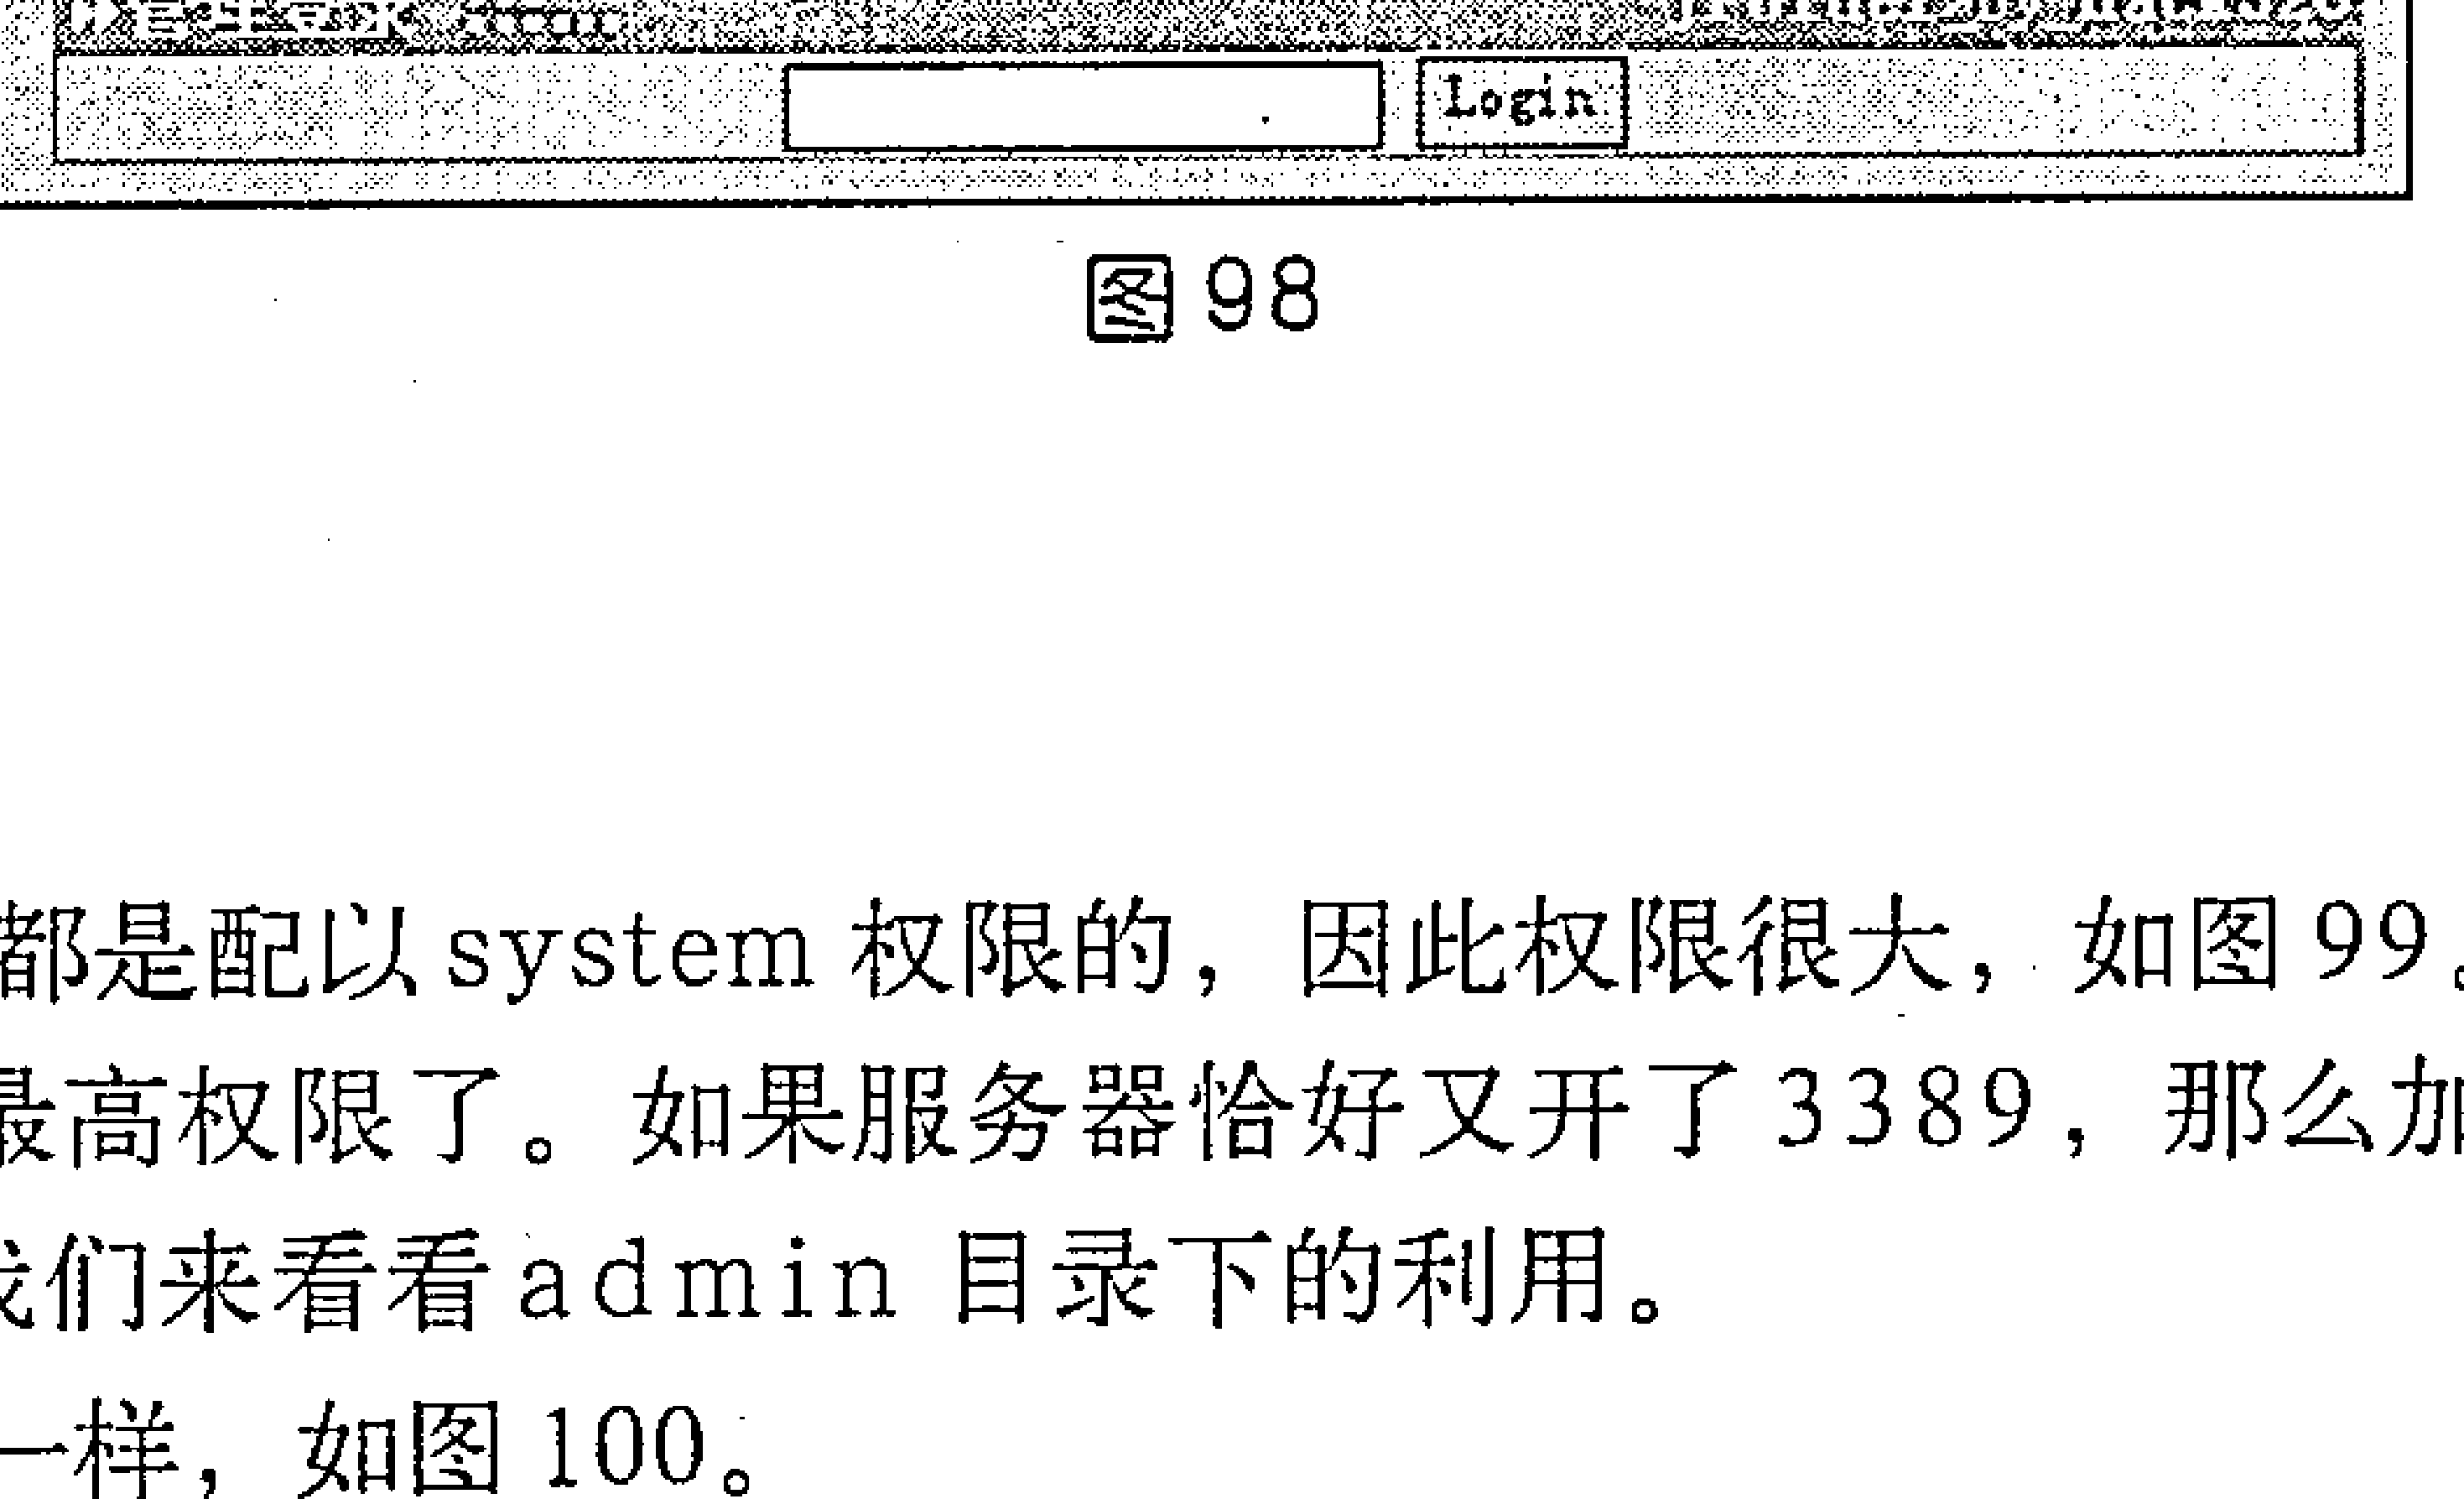 Login
图98
都是配以system权限的，因此权限很大，如图99。
最高权限了。如果服务器恰好又开了3389，那么加
我们来看看admin目录下的利用。
一样，如图100。